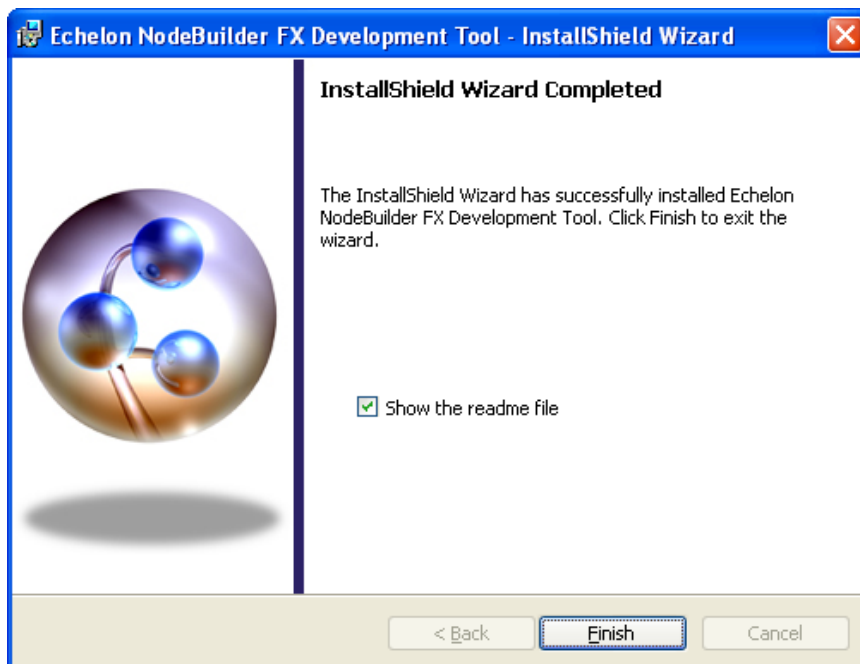 Echelon NodeBuilder FX Development Tool - InstallShield Wizard
InstallShield Wizard Completed
The InstallShield Wizard has successfully installed Echelon
NodeBuilder FX Development Tool. Click Finish to exit the
wizard.
Show the readme file
< Back Finish Cancel